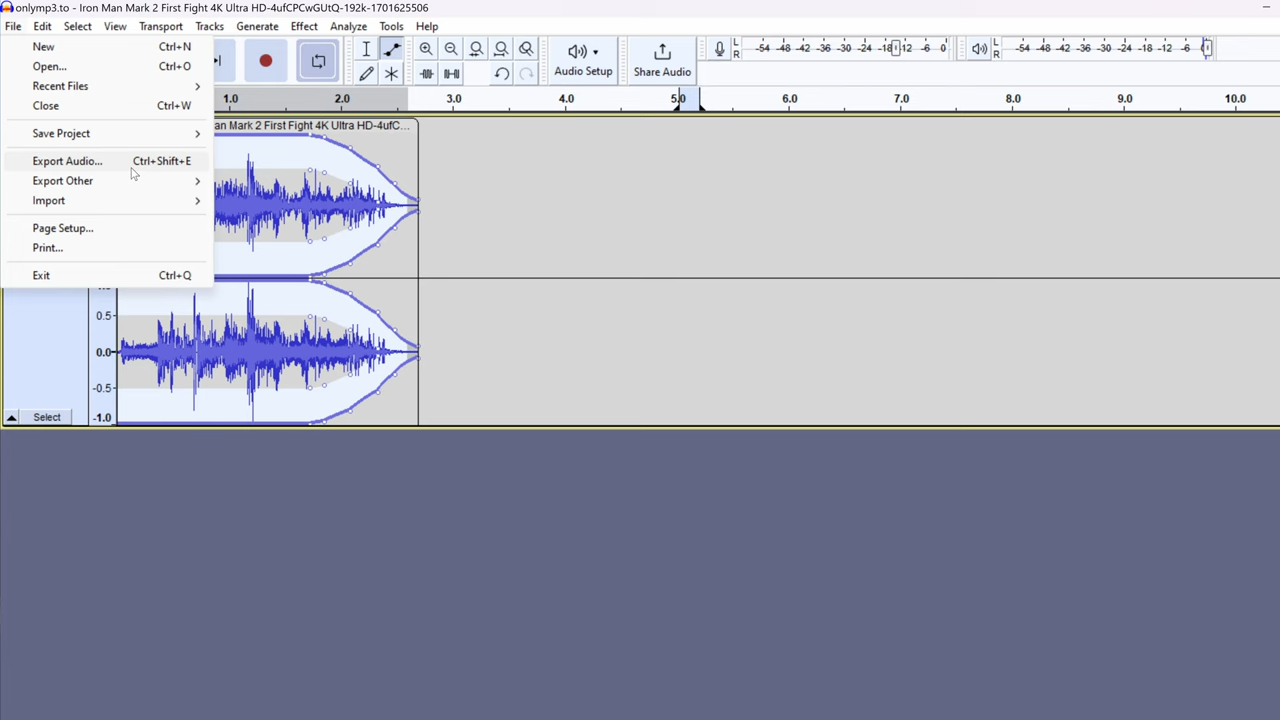 onlymp3.to - Iron Man Mark 2 First Fight 4K Ultra HD-4ufCPCwGUtQ-192k-1701625506
File Edit Select View Transport Tracks Generate Effect Analyze Tools Help
New Ctrl+N
Open... Ctrl+O
Recent Files
Close Ctrl+W
Save Project
Export Audio... Ctrl+Shift+E
Export Other
Import
Page Setup...
Print...
Exit Ctrl+Q
Audio Setup
Share Audio
L
R
-54 -48 -42 -36 -30 -24 -18 -12 -6 0
L
R
-54 -48 -42 -36 -30 -24 -18 -12 -6 0
1.0 2.0 3.0 4.0 5.0 6.0 7.0 8.0 9.0 10.0
an Mark 2 First Fight 4K Ultra HD-4ufC...
0.5
0.0
-0.5
-1.0
Select